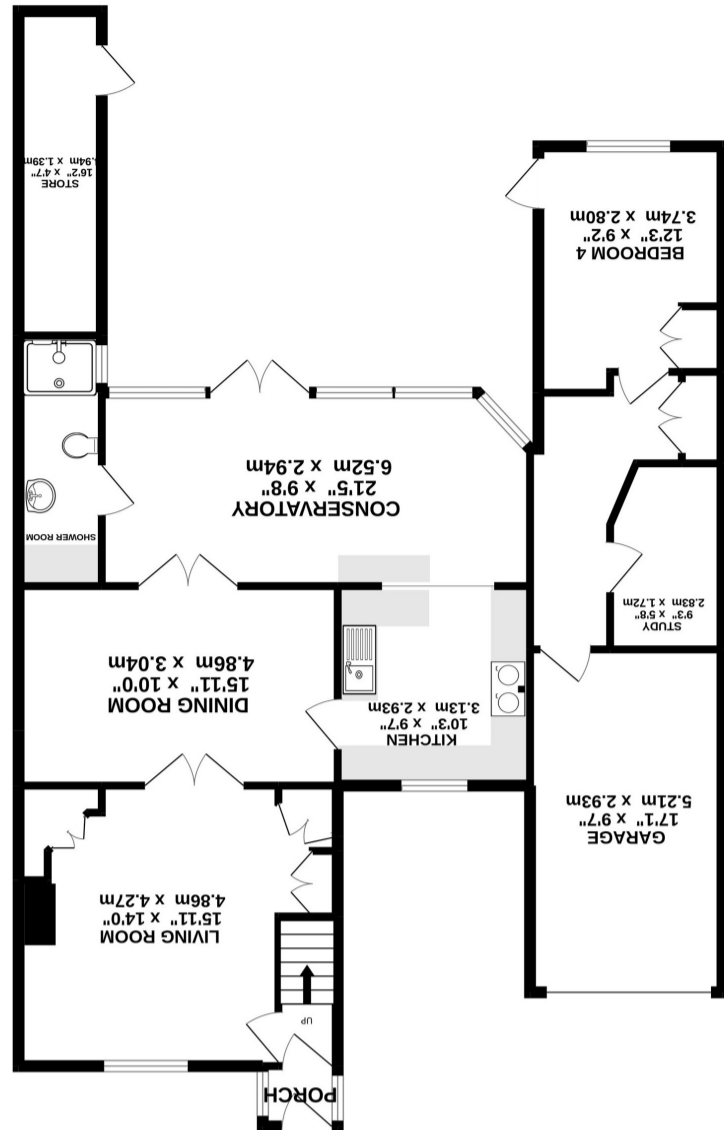 PORCH
UP
LIVING ROOM
15'11" x 14'0"
4.86m x 4.27m
GARAGE
17'1" x 9'7"
5.21m x 2.93m
KITCHEN
10'3" x 9'7"
3.13m x 2.93m
DINING ROOM
15'11" x 10'0"
4.86m x 3.04m
STUDY
9'3" x 5'8"
2.83m x 1.72m
SHOWER ROOM
CONSERVATORY
21'5" x 9'8"
6.52m x 2.94m
BEDROOM 4
12'3" x 9'2"
3.74m x 2.80m
STORE
16'2" x 4'7"
.94m x 1.39m